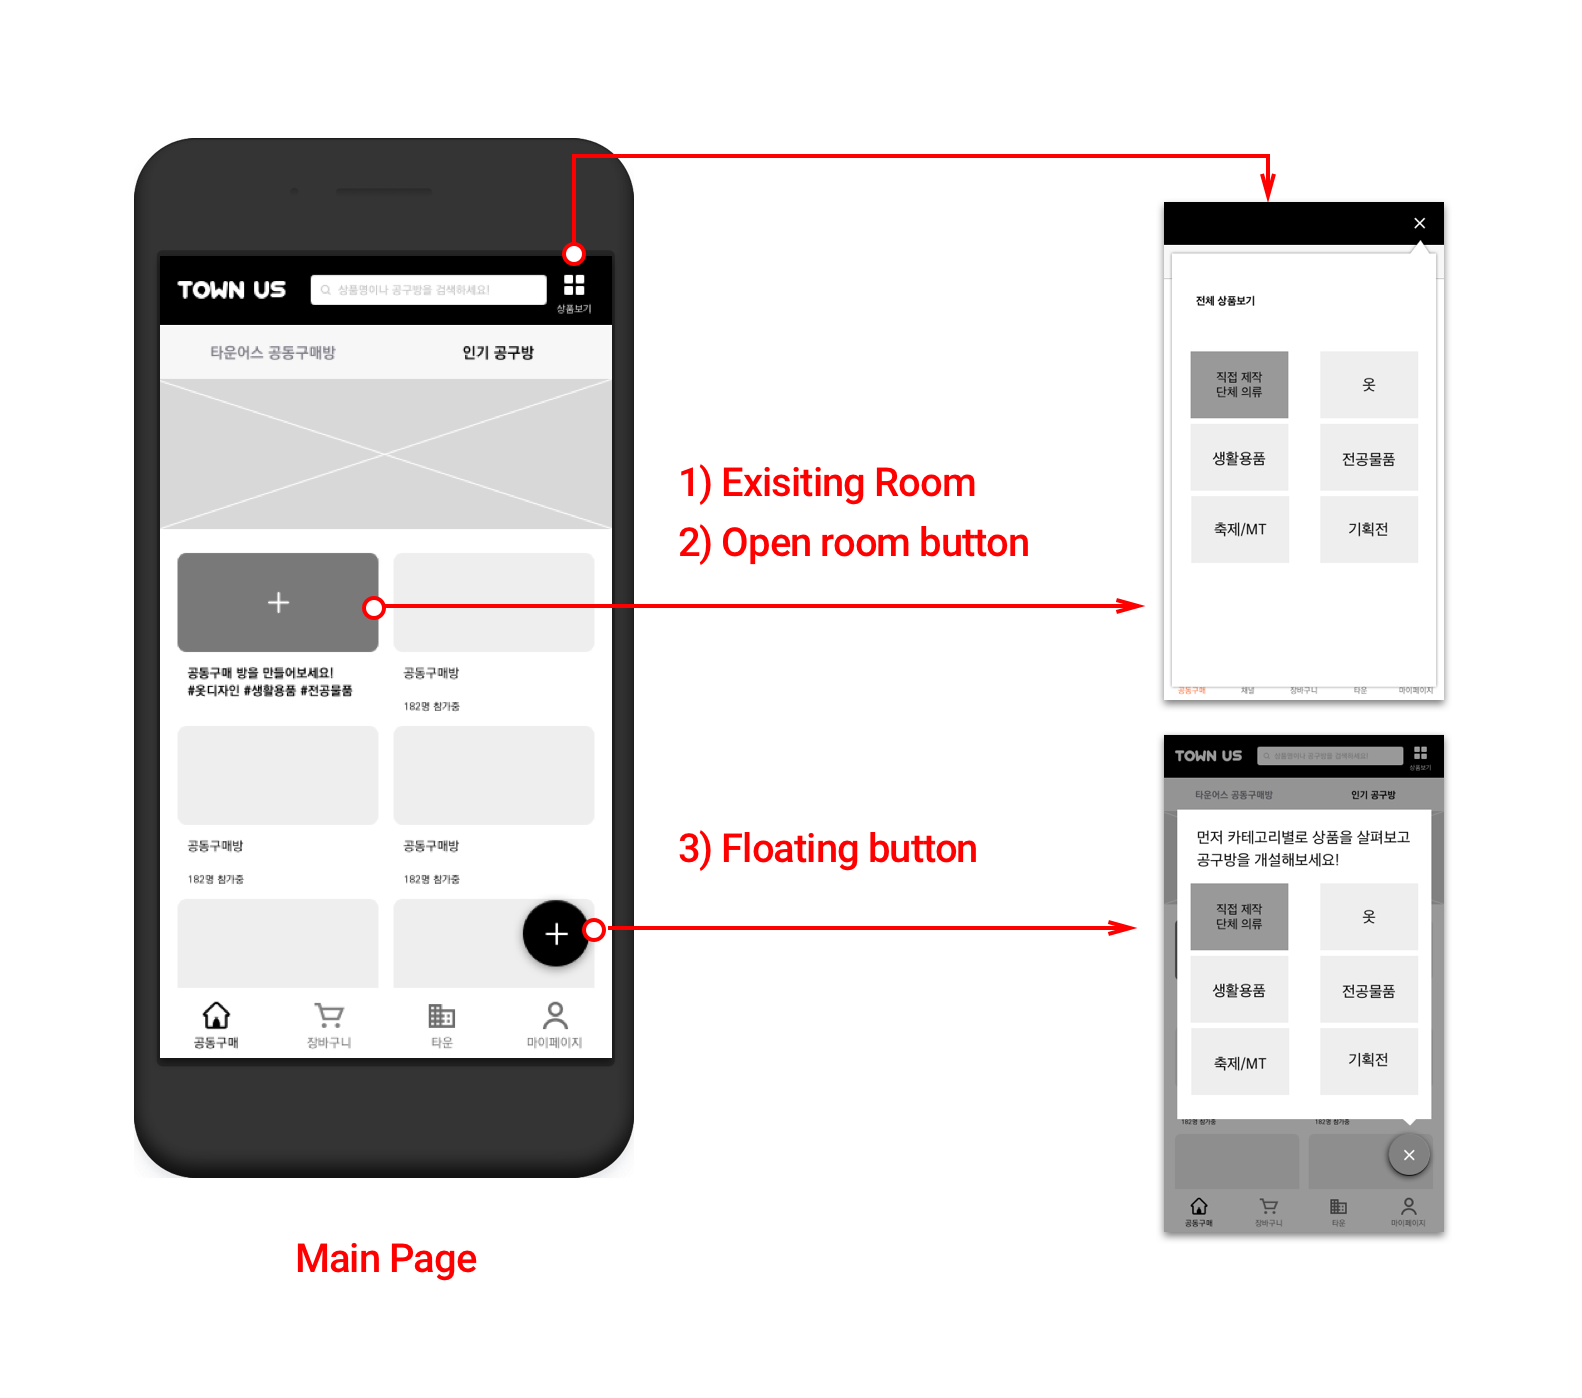 TOWN US
상품명이나 공구방을 검색하세요!
상품보기
타운어스 공동구매방
인기 공구방
공동구매 방을 만들어보세요!
#옷디자인 #생활용품 #전공물품
공동구매방
182명 참가중
공동구매방
182명 참가중
공동구매방
182명 참가중
공동구매
장바구니
타운
마이페이지
Main Page
1) Exisiting Room
2) Open room button
3) Floating button
전체 상품보기
직접 제작
단체 의류
옷
생활용품
전공물품
축제/MT
기획전
공동구매
채널
장바구니
타운
마이페이지
TOWN US
상품명이나 공구방을 검색하세요!
상품보기
타운어스 공동구매방
인기 공구방
먼저 카테고리별로 상품을 살펴보고
공구방을 개설해보세요!
직접 제작
단체 의류
옷
생활용품
전공물품
축제/MT
기획전
182명 참가중
182명 참가중
공동구매
장바구니
타운
마이페이지